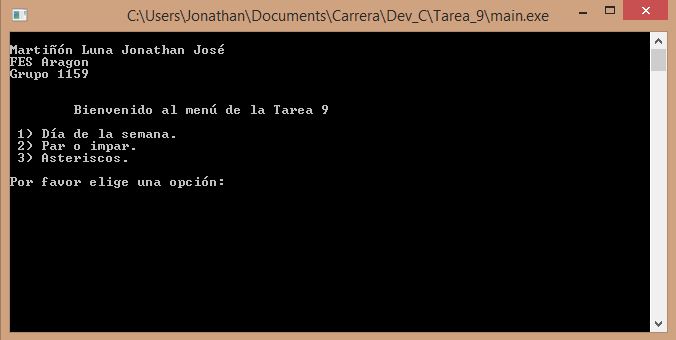 C:\Users\Jonathan\Documents\Carrera\Dev_C\Tarea_9\main.exe
Martiñón Luna Jonathan José
FES Aragon
Grupo 1159
Bienvenido al menú de la Tarea 9
1) Día de la semana.
2) Par o impar.
3) Asteriscos.
Por favor elige una opción: